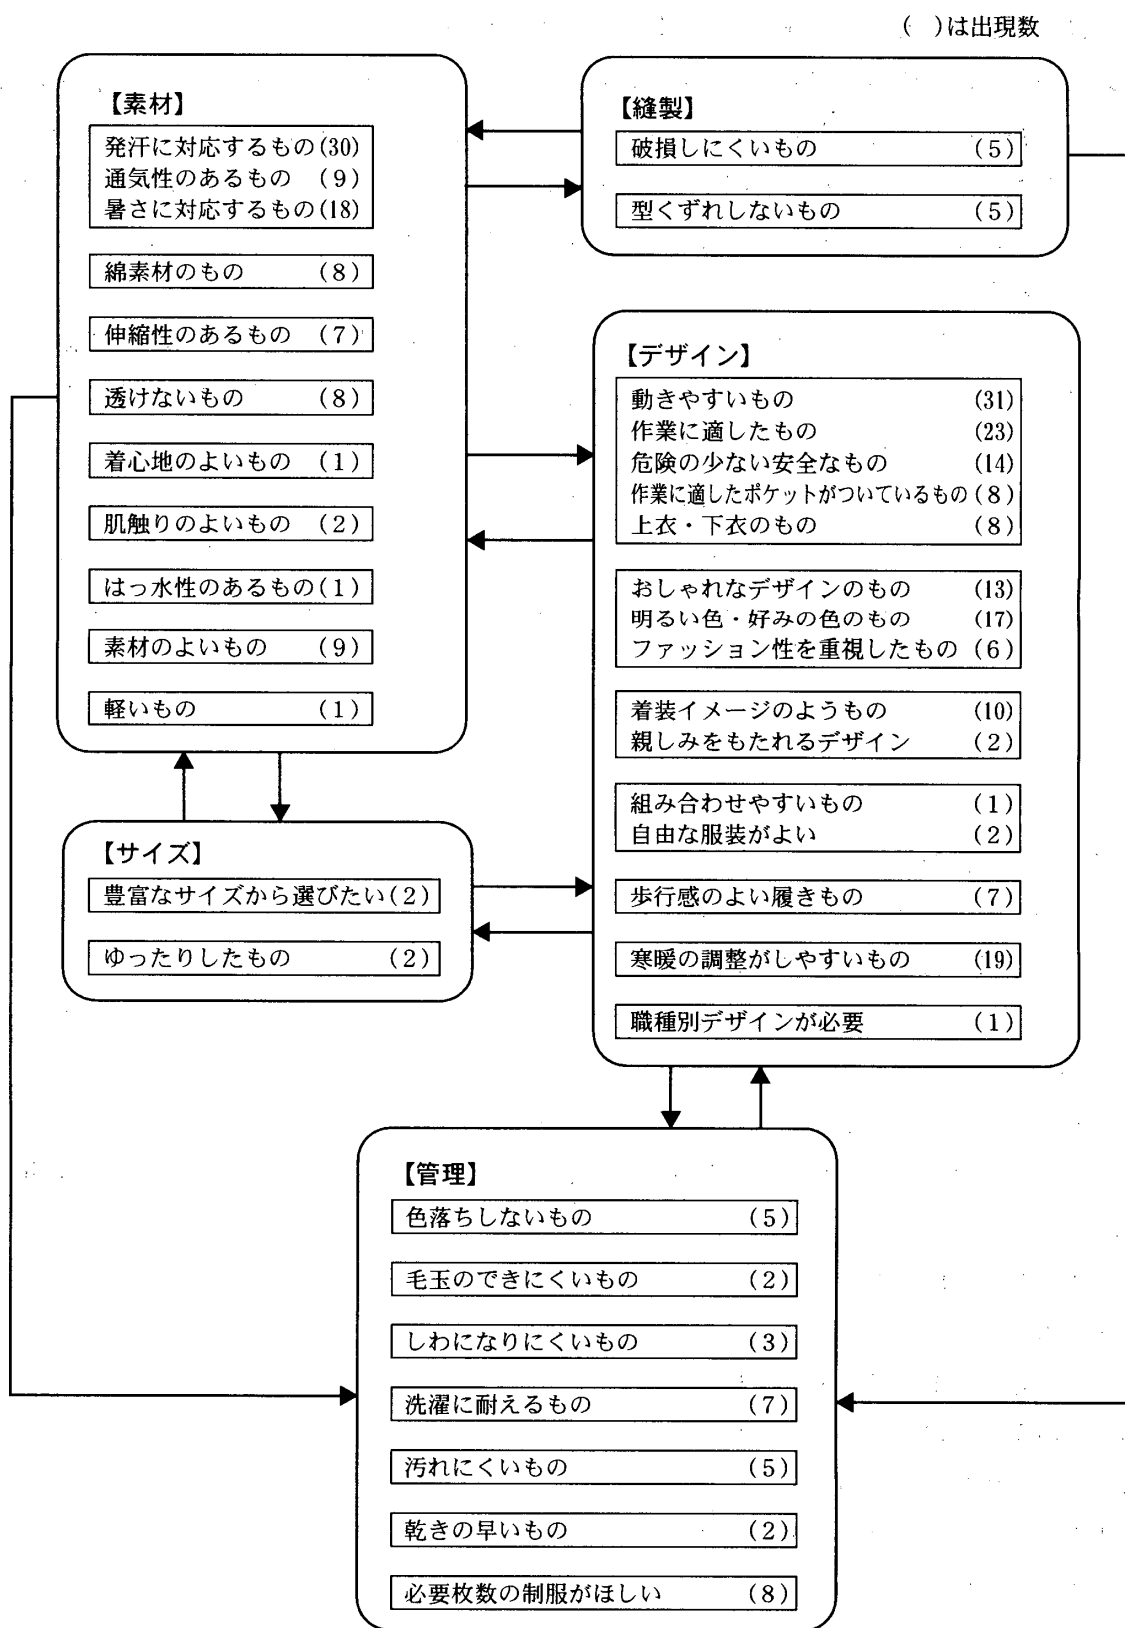 ( )は出現数
【素材】
発汗に対応するもの(30)
通気性のあるもの (9)
暑さに対応するもの(18)
綿素材のもの (8)
伸縮性のあるもの (7)
透けないもの (8)
着心地のよいもの (1)
肌触りのよいもの (2)
はっ水性のあるもの(1)
素材のよいもの (9)
軽いもの (1)
【縫製】
破損しにくいもの (5)
型くずれしないもの (5)
【デザイン】
動きやすいもの (31)
作業に適したもの (23)
危険の少ない安全なもの (14)
作業に適したポケットがついているもの(8)
上衣・下衣のもの (8)
おしゃれなデザインのもの (13)
明るい色・好みの色のもの (17)
ファッション性を重視したもの (6)
着装イメージのようもの (10)
親しみをもたれるデザイン (2)
組み合わせやすいもの (1)
自由な服装がよい (2)
歩行感のよい履きもの (7)
寒暖の調整がしやすいもの (19)
職種別デザインが必要 (1)
【サイズ】
豊富なサイズから選びたい(2)
ゆったりしたもの (2)
【管理】
色落ちしないもの (5)
毛玉のできにくいもの (2)
しわになりにくいもの (3)
洗濯に耐えるもの (7)
汚れにくいもの (5)
乾きの早いもの (2)
必要枚数の制服がほしい (8)